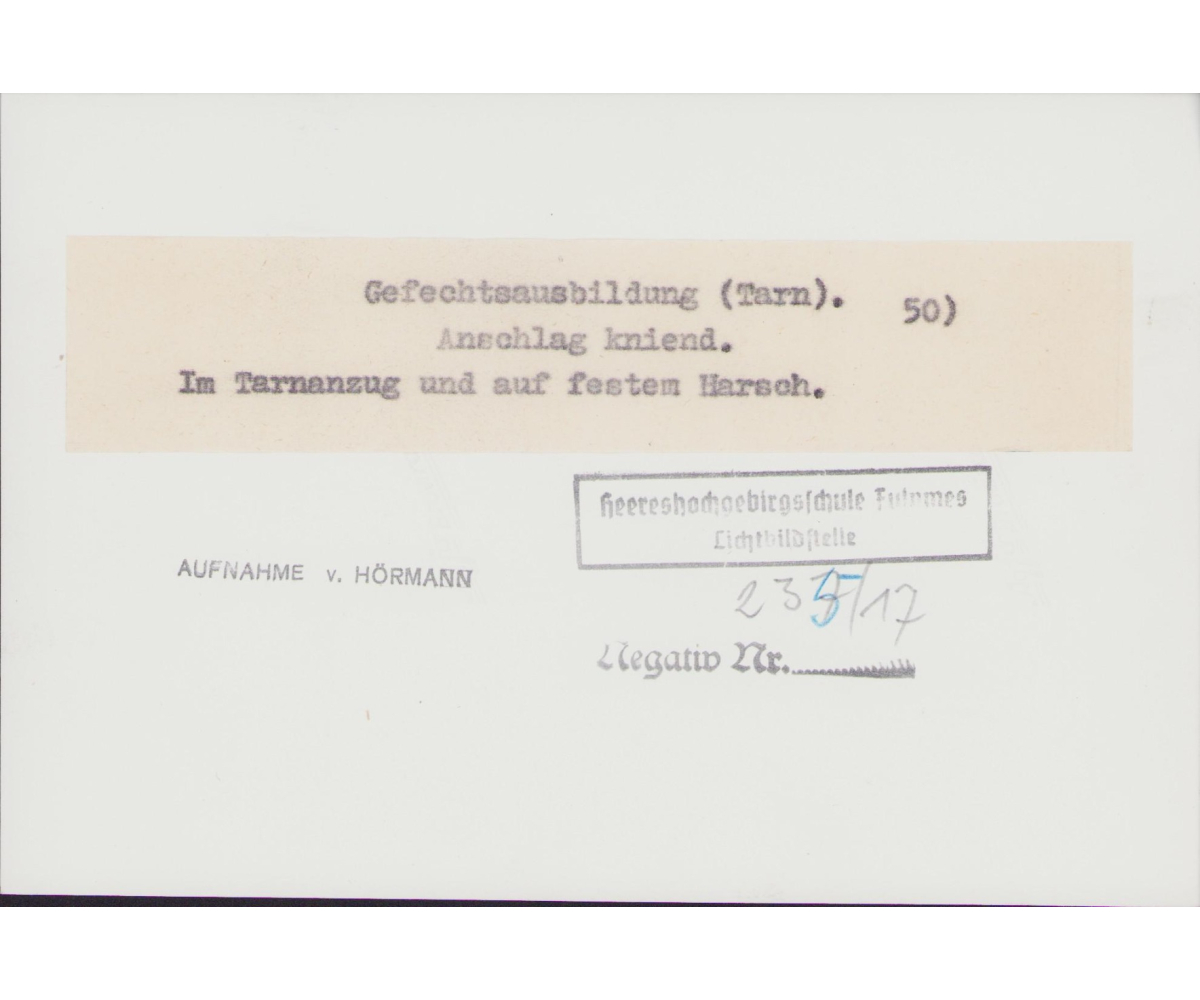 Gefechtsausbildung (Tarn). 50)
Anschlag kniend.
Im Tarnanzug und auf festem Harsch.
Heereshochgebirgsschule Fulpmes
Lichtbildstelle
AUFNAHME v. HÖRMANN
235/17
Negativ Nr.